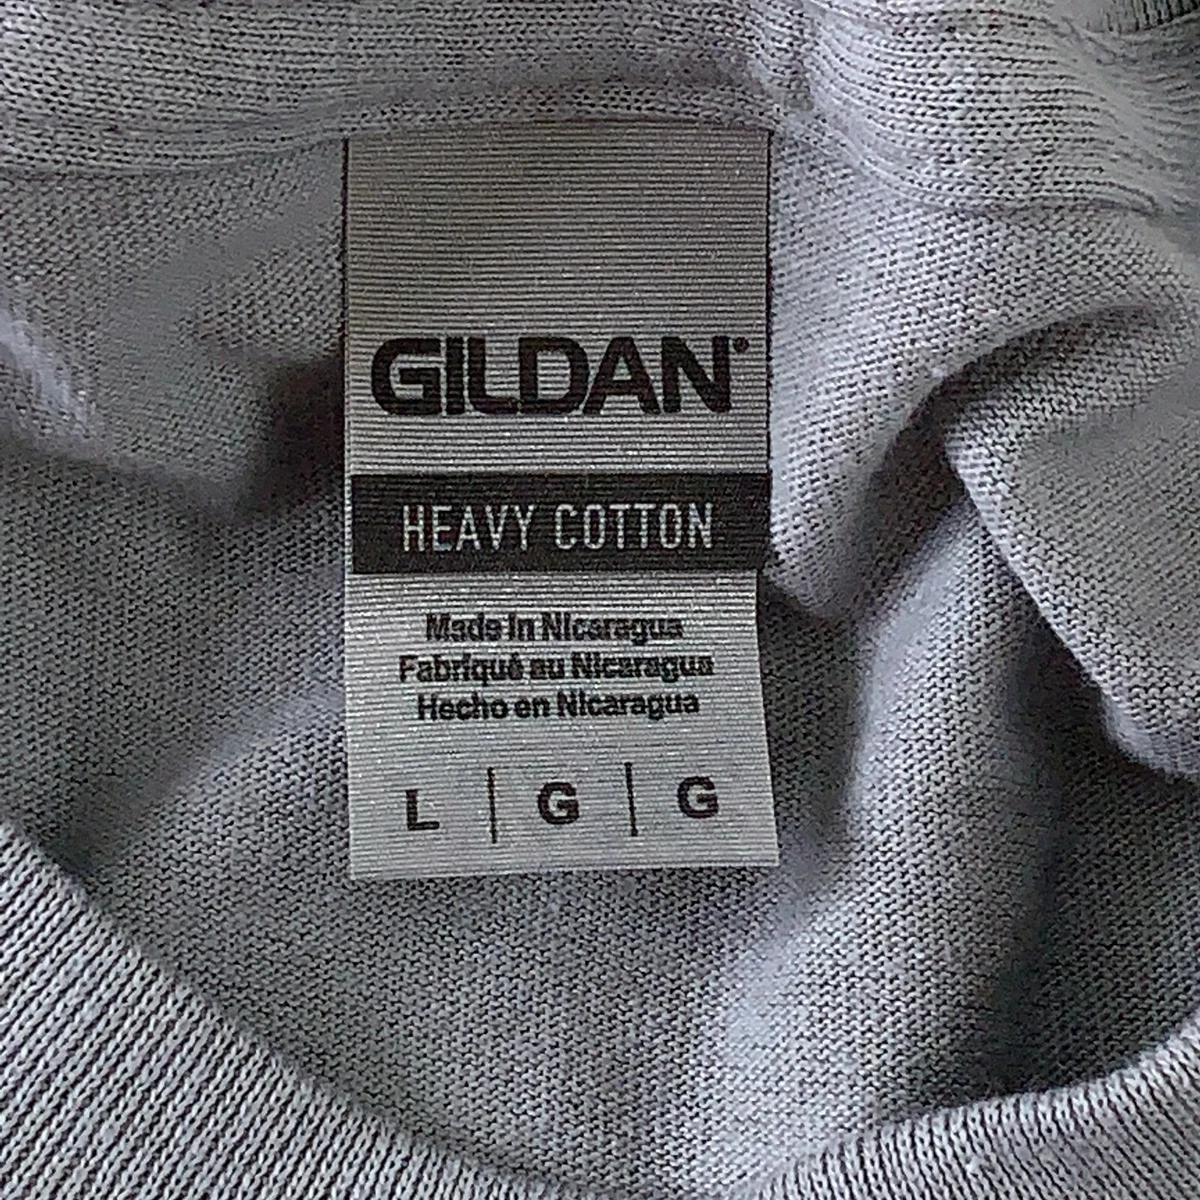 GILDAN®
HEAVY COTTON
Made in Nicaragua
Fabriqué au Nicaragua
Hecho en Nicaragua
L | G | G